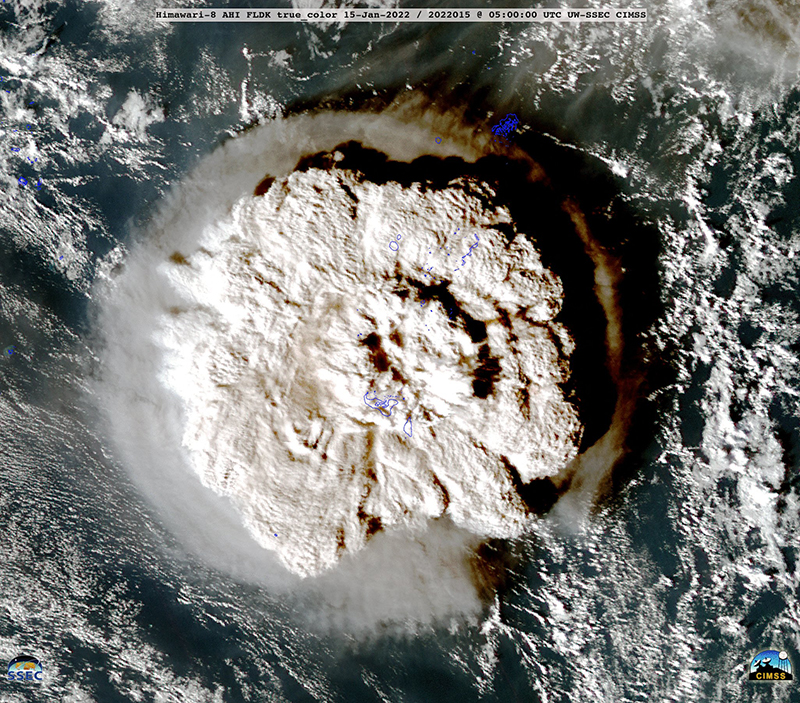 Himawari-8 AHI FLDK true color 15-Jan-2022 / 2022015 @ 05:00:00 UTC UW-SSEC CIMSS
SSEC
CIMSS